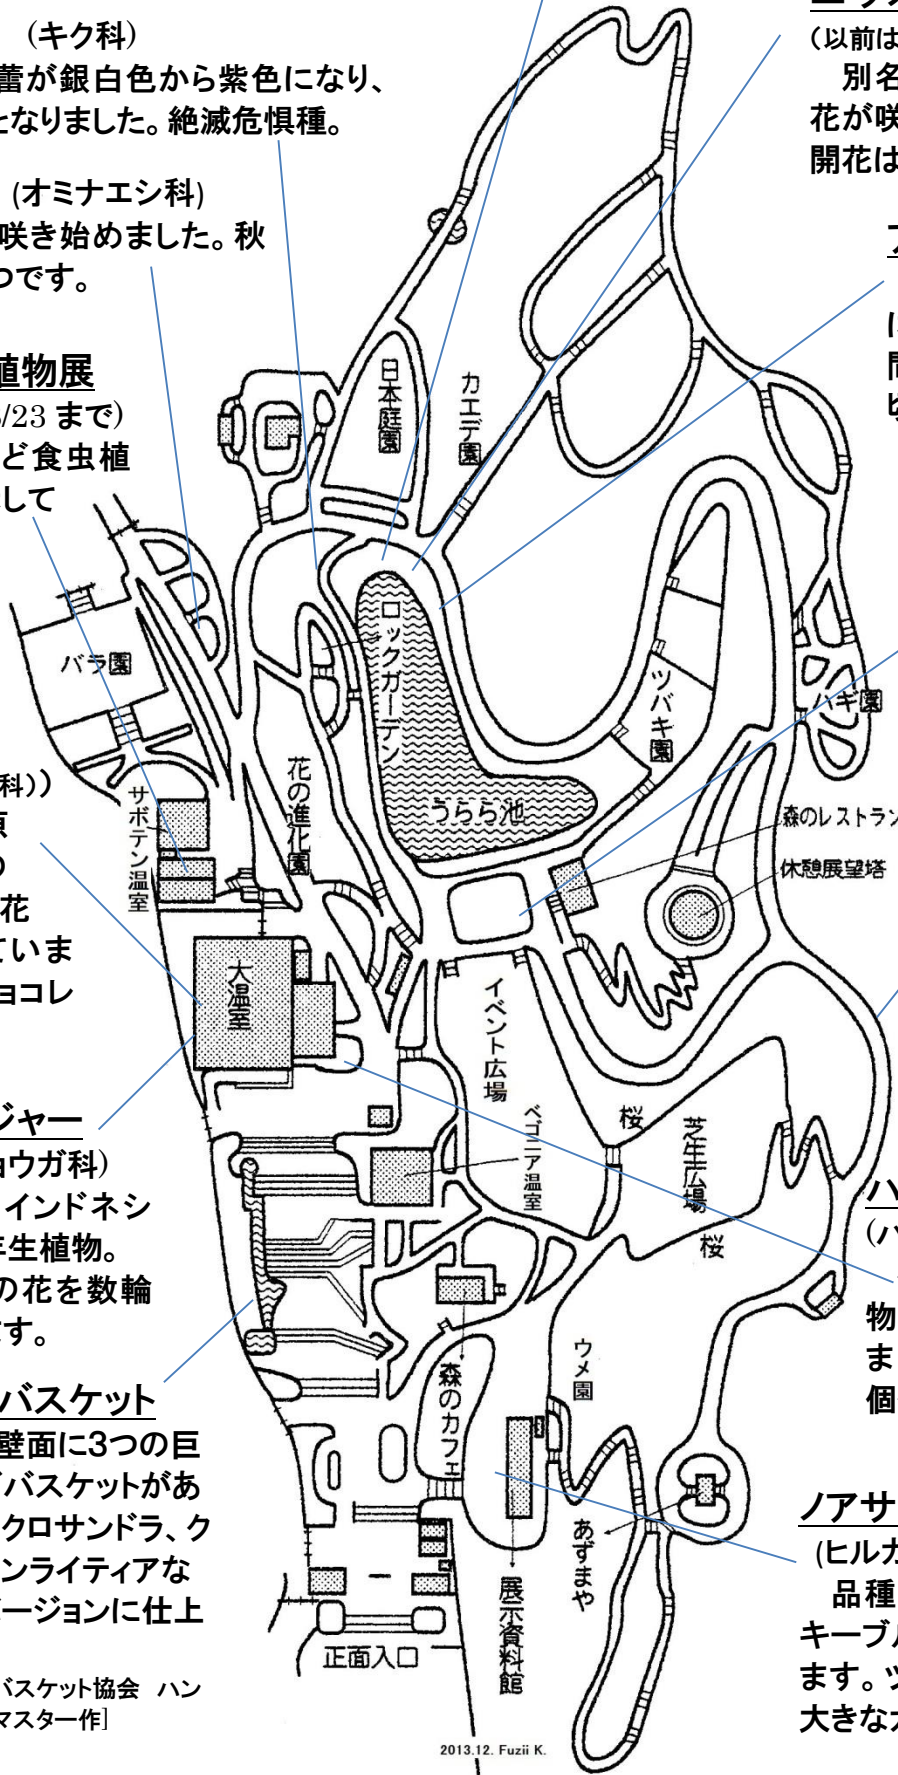 (キク科)
蕾が銀白色から紫色になり、
となりました。絶滅危惧種。
(オミナエシ科)
咲き始めました。秋
つです。
植物展
/23 まで)
ど食虫植
して
科))
の
花
ていま
ョコレ
ジャー
ョウガ科)
インドネシ
年生植物。
の花を数輪
す。
バスケット
壁面に3つの巨
グバスケットがあ
クロサンドラ、ク
ンライティアな
バージョンに仕上
バスケット協会 ハン
マスター作]
(以前は
別名
花が咲
開花は
日本庭園
カエデ園
バラ園
ロックガーデン
ツバキ園
ハギ園
花の進化園
サボテン温室
うらら池
森のレストラン
休憩展望塔
大温室
イベント広場
ベゴニア温室
桜
芝生広場
桜
ウメ園
森のカフェ
あずまや
展示資料館
正面入口
ハ
(ハ
物
ま
個
ノアサ
(ヒルガ
品種
キーブル
ます。ツ
大きな
2013.12. Fuzii K.